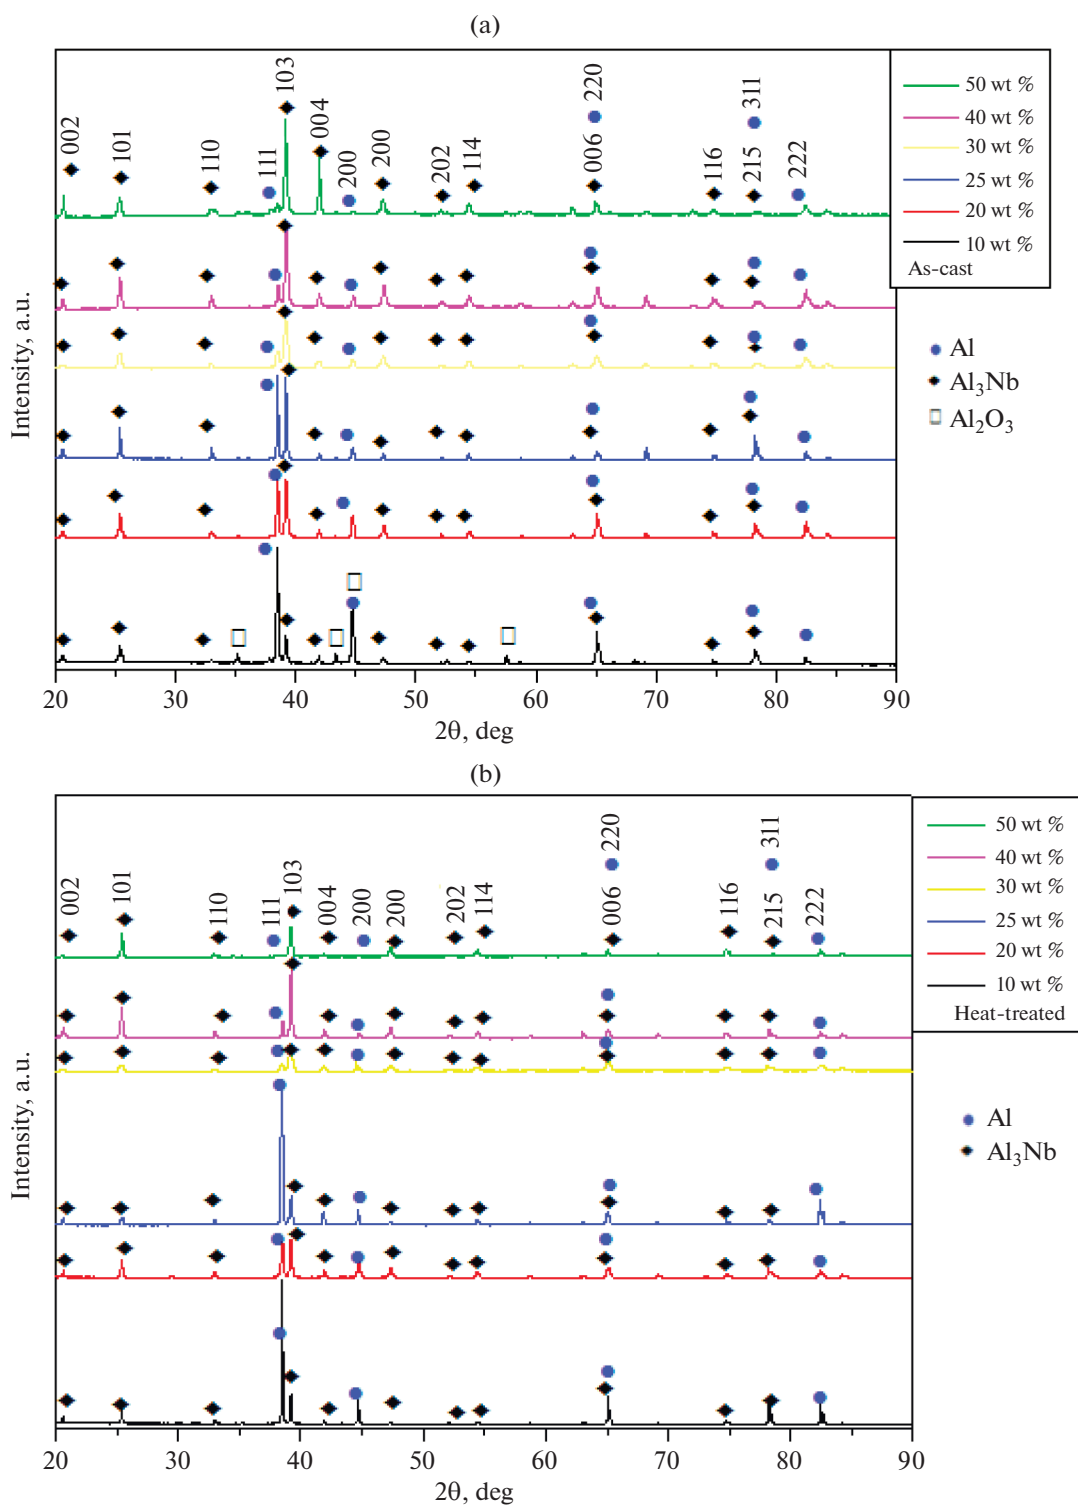 (a)
002
101
110
111
103
004
200
200
202
114
006
220
116
215
311
222
50 wt %
40 wt %
30 wt %
25 wt %
20 wt %
10 wt %
As-cast
Al
Al₃Nb
Al₂O₃
Intensity, a.u.
20 30 40 50 60 70 80 90
2θ, deg
(b)
002
101
110
111
103
004
200
200
202
114
006
220
116
215
311
222
50 wt %
40 wt %
30 wt %
25 wt %
20 wt %
10 wt %
Heat-treated
Al
Al₃Nb
Intensity, a.u.
20 30 40 50 60 70 80 90
2θ, deg